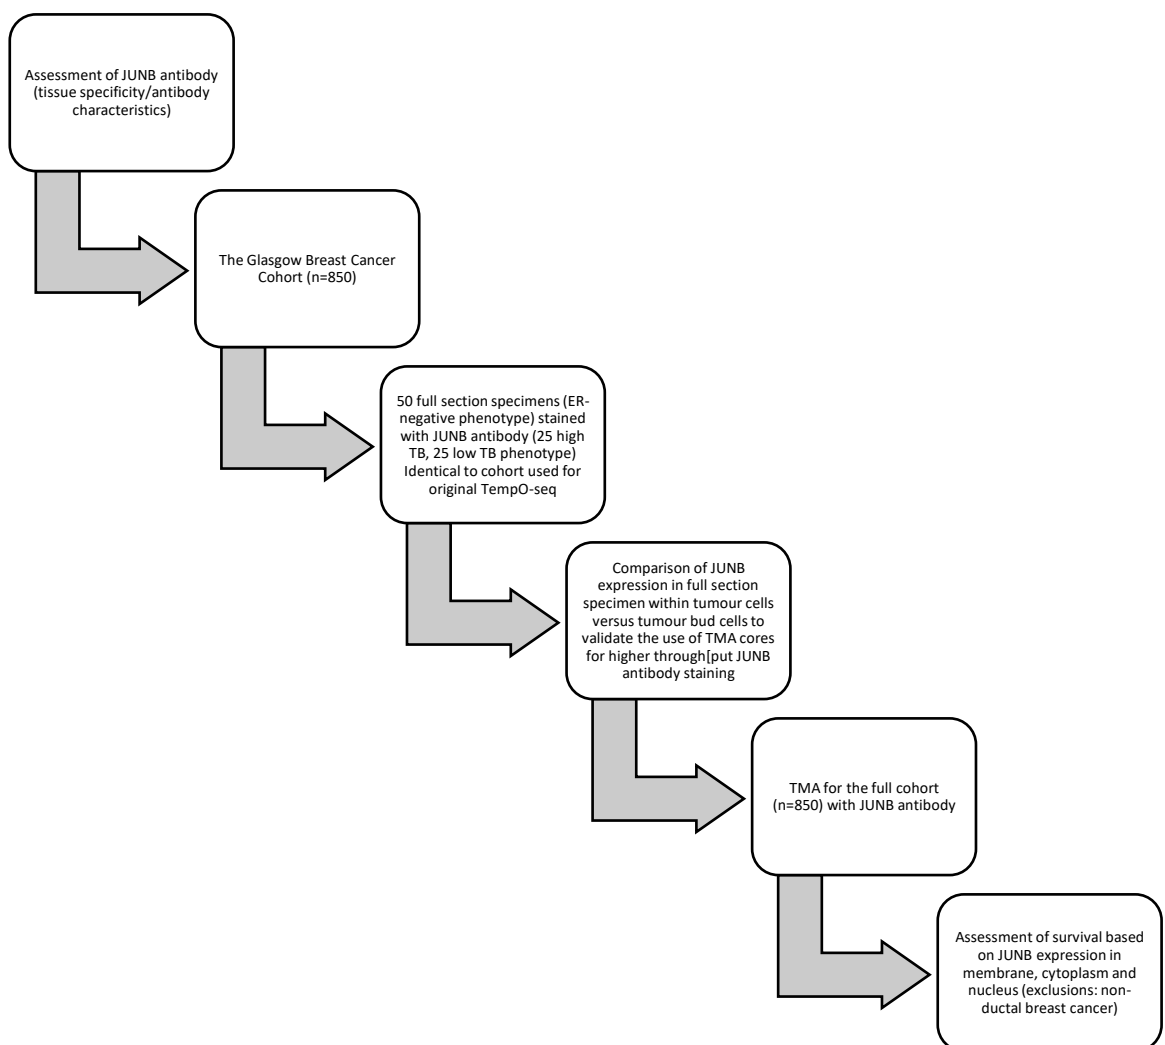 Assessment of JUNB antibody
(tissue specificity/antibody
characteristics)
The Glasgow Breast Cancer
Cohort (n=850)
50 full section specimens (ER-
negative phenotype) stained
with JUNB antibody (25 high
TB, 25 low TB phenotype)
Identical to cohort used for
original TempO-seq
Comparison of JUNB
expression in full section
specimen within tumour cells
versus tumour bud cells to
validate the use of TMA cores
for higher through[put JUNB
antibody staining
TMA for the full cohort
(n=850) with JUNB antibody
Assessment of survival based
on JUNB expression in
membrane, cytoplasm and
nucleus (exclusions: non-
ductal breast cancer)